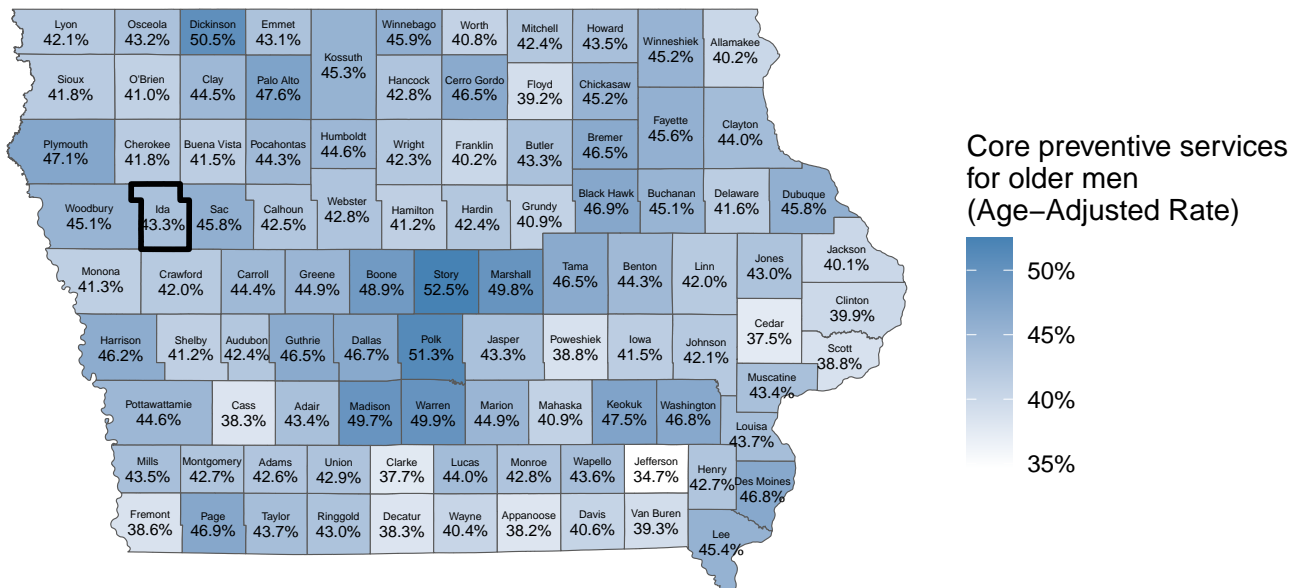 Lyon
42.1%
Osceola
43.2%
Dickinson
50.5%
Emmet
43.1%
Kossuth
45.3%
Winnebago
45.9%
Worth
40.8%
Mitchell
42.4%
Howard
43.5%
Winneshiek
45.2%
Allamakee
40.2%
Sioux
41.8%
O'Brien
41.0%
Clay
44.5%
Palo Alto
47.6%
Hancock
42.8%
Cerro Gordo
46.5%
Floyd
39.2%
Chickasaw
45.2%
Plymouth
47.1%
Cherokee
41.8%
Buena Vista
41.5%
Pocahontas
44.3%
Humboldt
44.6%
Wright
42.3%
Franklin
40.2%
Butler
43.3%
Bremer
46.5%
Fayette
45.6%
Clayton
44.0%
Woodbury
45.1%
Ida
43.3%
Sac
45.8%
Calhoun
42.5%
Webster
42.8%
Hamilton
41.2%
Hardin
42.4%
Grundy
40.9%
Black Hawk
46.9%
Buchanan
45.1%
Delaware
41.6%
Dubuque
45.8%
Monona
41.3%
Crawford
42.0%
Carroll
44.4%
Greene
44.9%
Boone
48.9%
Story
52.5%
Marshall
49.8%
Tama
46.5%
Benton
44.3%
Linn
42.0%
Jones
43.0%
Jackson
40.1%
Clinton
39.9%
Harrison
46.2%
Shelby
41.2%
Audubon
42.4%
Guthrie
46.5%
Dallas
46.7%
Polk
51.3%
Jasper
43.3%
Poweshiek
38.8%
Iowa
41.5%
Johnson
42.1%
Cedar
37.5%
Scott
38.8%
Muscatine
43.4%
Pottawattamie
44.6%
Cass
38.3%
Adair
43.4%
Madison
49.7%
Warren
49.9%
Marion
44.9%
Mahaska
40.9%
Keokuk
47.5%
Washington
46.8%
Louisa
43.7%
Mills
43.5%
Montgomery
42.7%
Adams
42.6%
Union
42.9%
Clarke
37.7%
Lucas
44.0%
Monroe
42.8%
Wapello
43.6%
Jefferson
34.7%
Henry
42.7%
Des Moines
46.8%
Fremont
38.6%
Page
46.9%
Taylor
43.7%
Ringgold
43.0%
Decatur
38.3%
Wayne
40.4%
Appanoose
38.2%
Davis
40.6%
Van Buren
39.3%
Lee
45.4%
Core preventive services
for older men
(Age−Adjusted Rate)
50%
45%
40%
35%